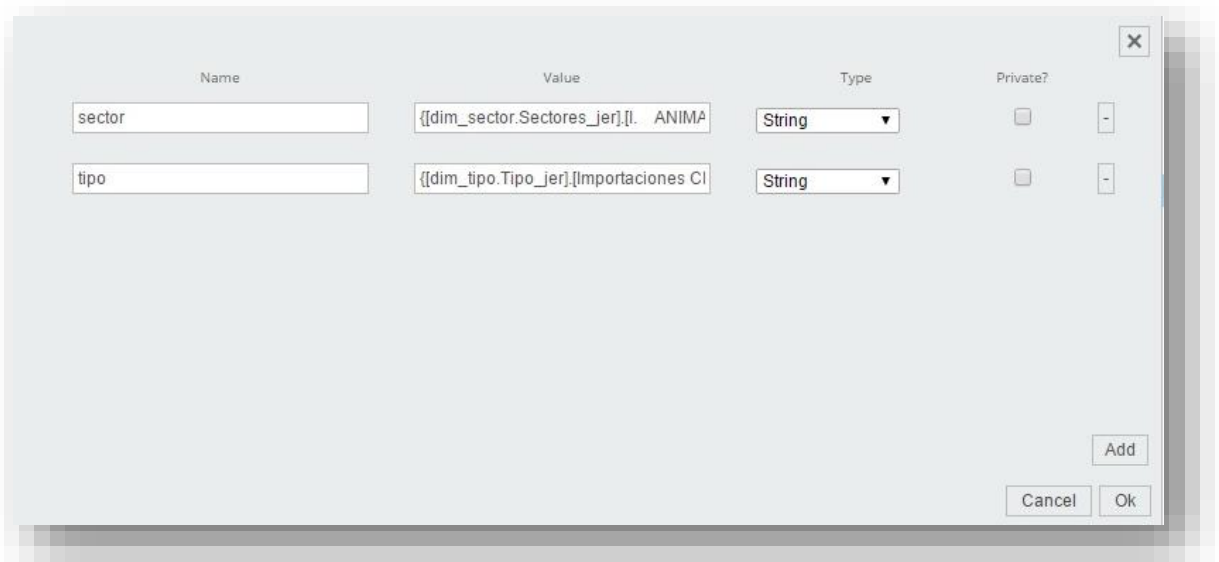 ×
Name Value Type Private?
sector {[dim_sector.Sectores_jer].[I. ANIMA String ▼ -
tipo {[dim_tipo.Tipo_jer].[Importaciones CI String ▼ -
Add
Cancel Ok